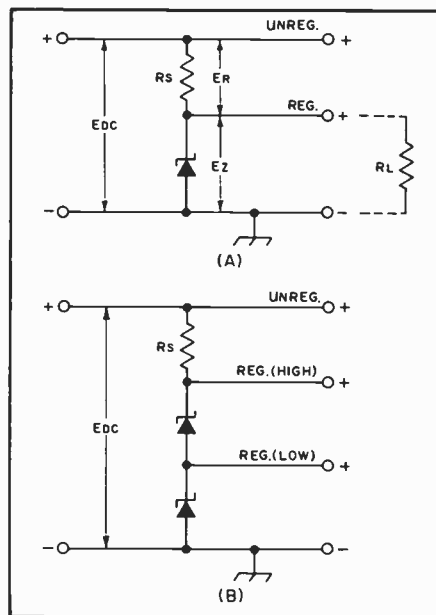 UNREG.
+ +
RS ER
REG.
+
EDC
EZ
RL
- -
(A)
UNREG.
+ +
RS
REG.(HIGH)
+
EDC
REG.(LOW)
+
- -
(B)